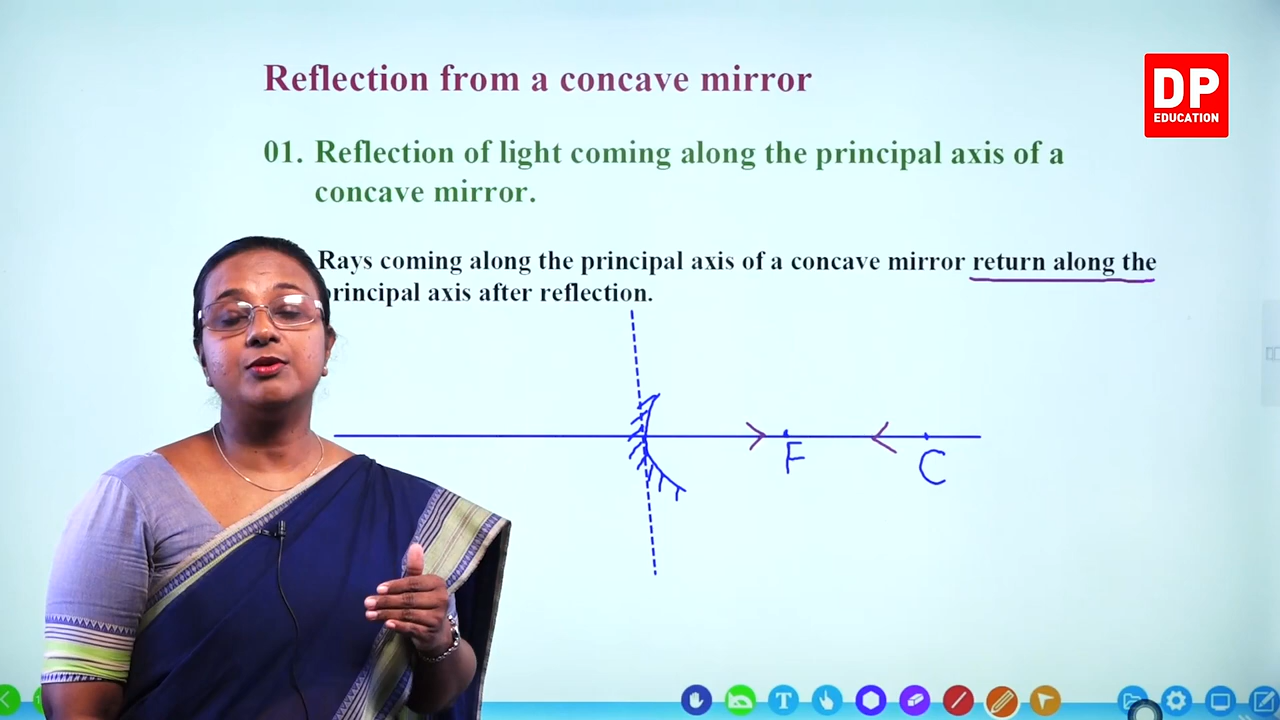 Reflection from a concave mirror
DP
EDUCATION
01. Reflection of light coming along the principal axis of a
concave mirror.
Rays coming along the principal axis of a concave mirror return along the
principal axis after reflection.
F
C
T